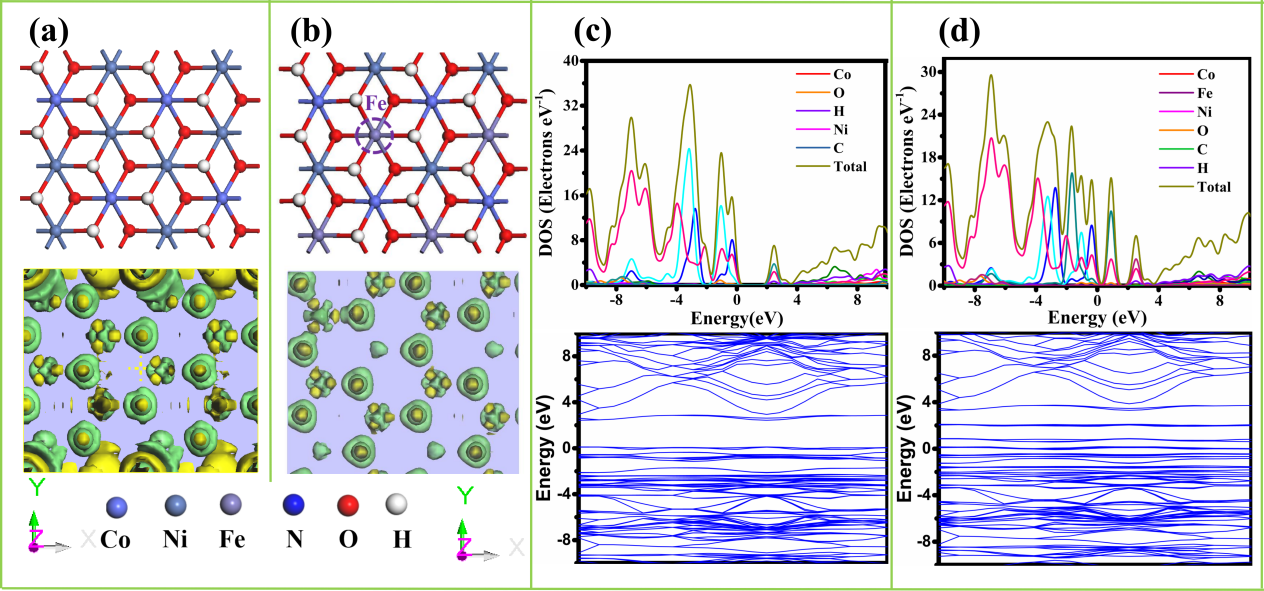 (a)
(b)
Fe
Y
Z
X
Y
Z
X
Co Ni Fe N O H
(c)
DOS (Electrons eV⁻¹)
40
32
24
16
8
0
Co
O
H
Ni
C
Total
-8 -4 0 4 8
Energy(eV)
Energy (eV)
8
4
0
-4
-8
(d)
DOS (Electrons eV⁻¹)
30
24
18
12
6
0
Co
Fe
Ni
O
C
H
Total
-8 -4 0 4 8
Energy (eV)
Energy (eV)
8
4
0
-4
-8